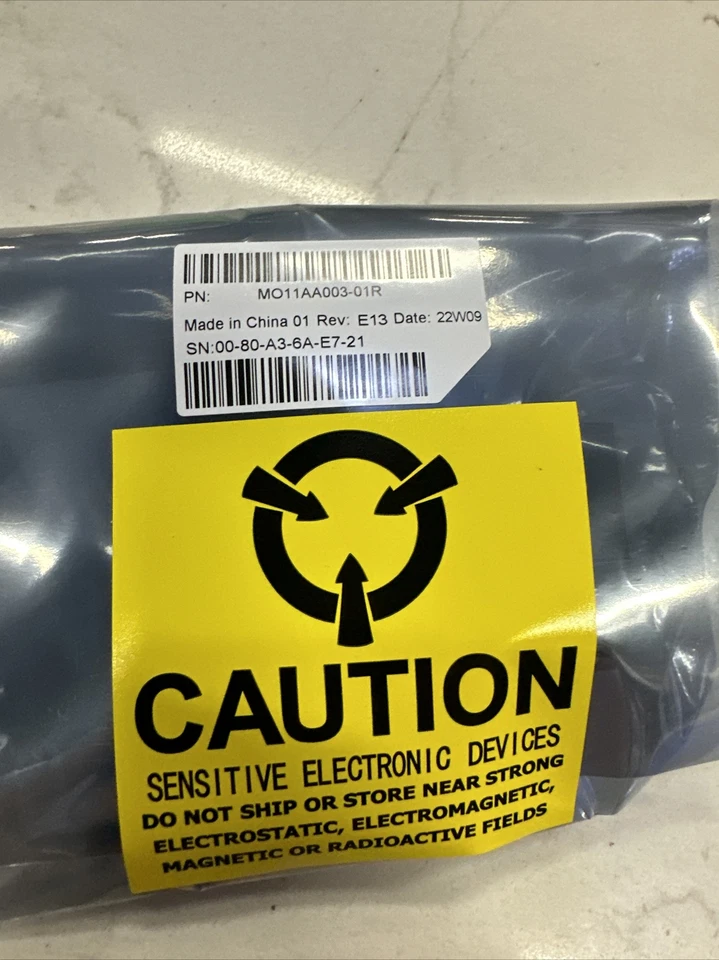 PN: MO11AA003-01R
Made in China 01 Rev: E13 Date: 22W09
SN:00-80-A3-6A-E7-21
CAUTION
SENSITIVE ELECTRONIC DEVICES
DO NOT SHIP OR STORE NEAR STRONG
ELECTROSTATIC, ELECTROMAGNETIC,
MAGNETIC OR RADIOACTIVE FIELDS